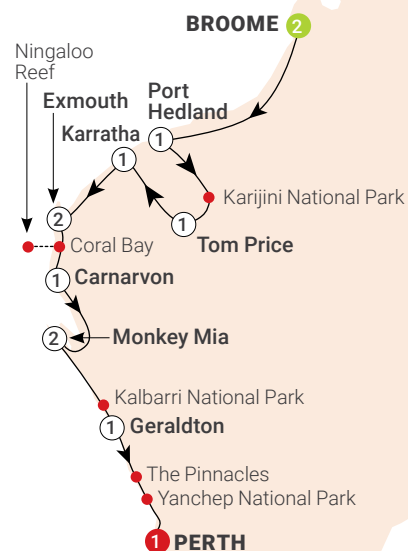 BROOME 2
Ningaloo
Reef
Exmouth
Port
Hedland
Karratha
1
1
Karijini National Park
2
1
Tom Price
Coral Bay
1 Carnarvon
2 Monkey Mia
Kalbarri National Park
1 Geraldton
The Pinnacles
Yanchep National Park
1 PERTH